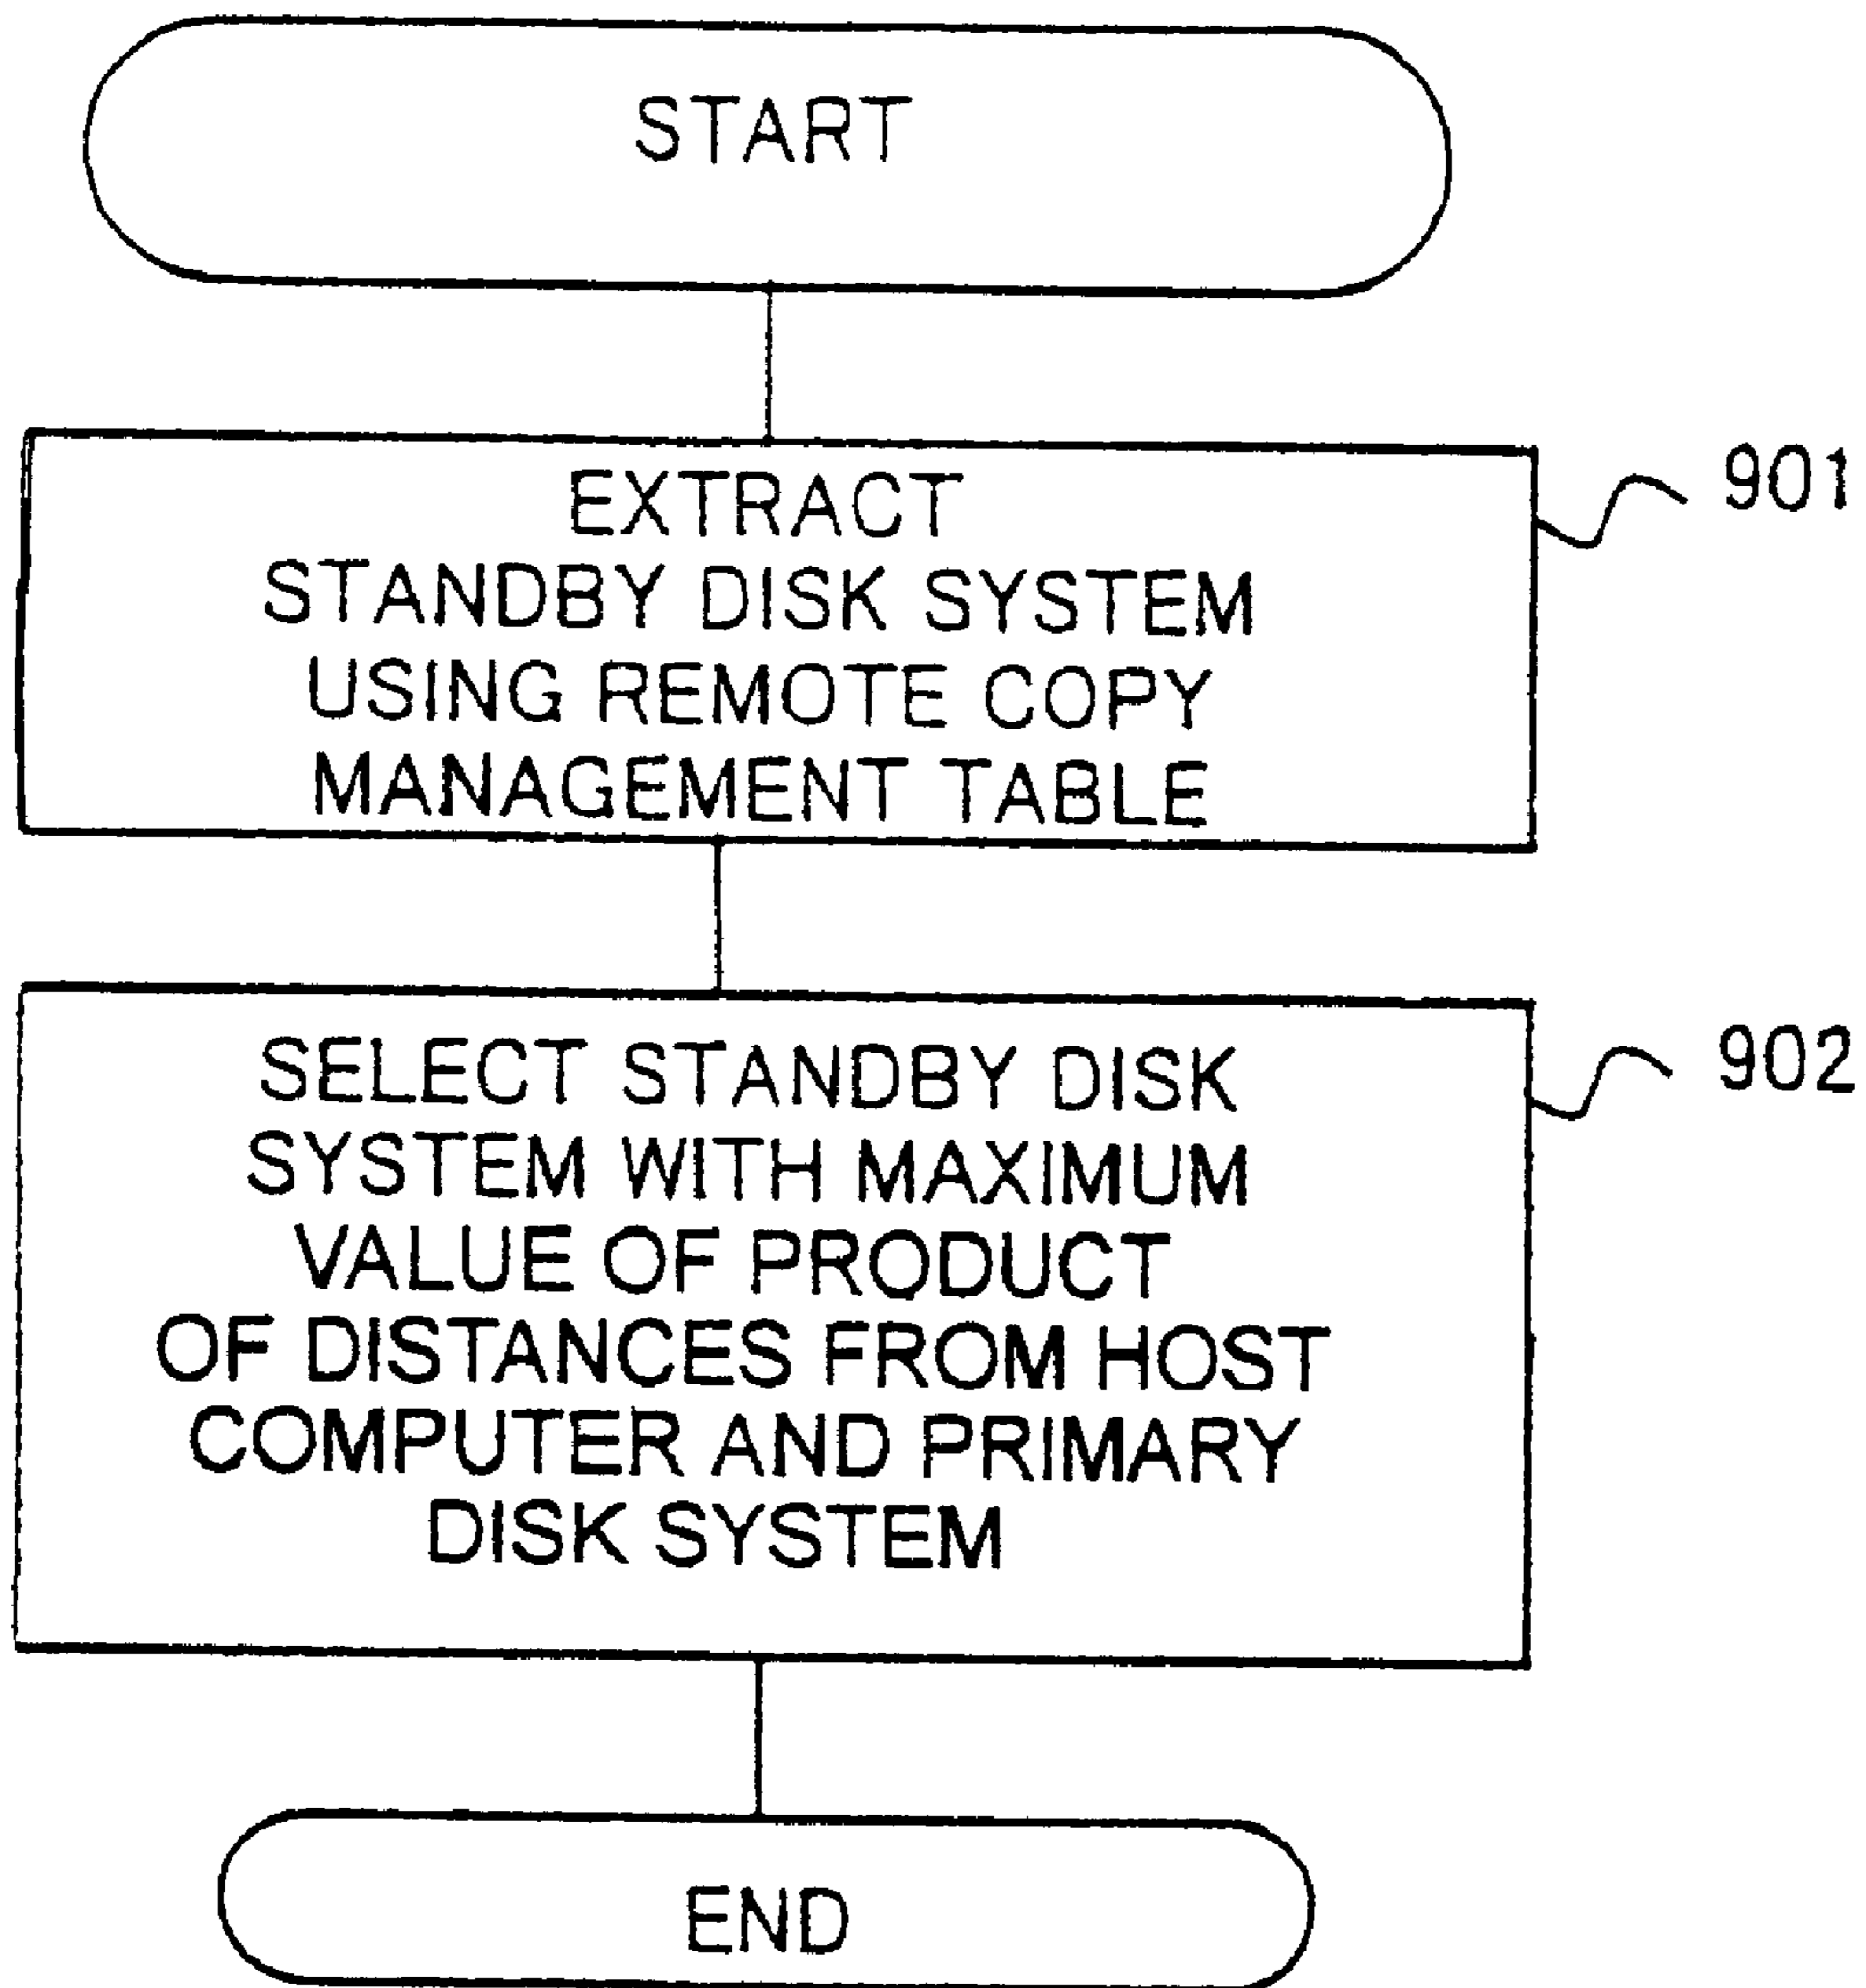 START
EXTRACT
STANDBY DISK SYSTEM
USING REMOTE COPY
MANAGEMENT TABLE
901
SELECT STANDBY DISK
SYSTEM WITH MAXIMUM
VALUE OF PRODUCT
OF DISTANCES FROM HOST
COMPUTER AND PRIMARY
DISK SYSTEM
902
END